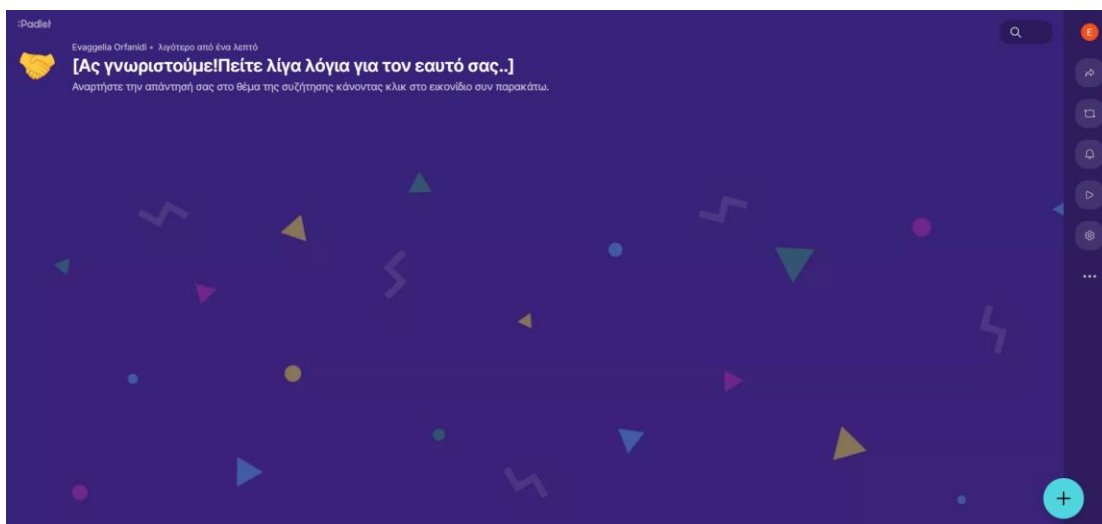 :Padlet
Evaggelia Orfanidi • λιγότερο από ένα λεπτό
[Ας γνωριστούμε!Πείτε λίγα λόγια για τον εαυτό σας..]
Αναρτήστε την απάντησή σας στο θέμα της συζήτησης κάνοντας κλικ στο εικονίδιο συν παρακάτω.
E